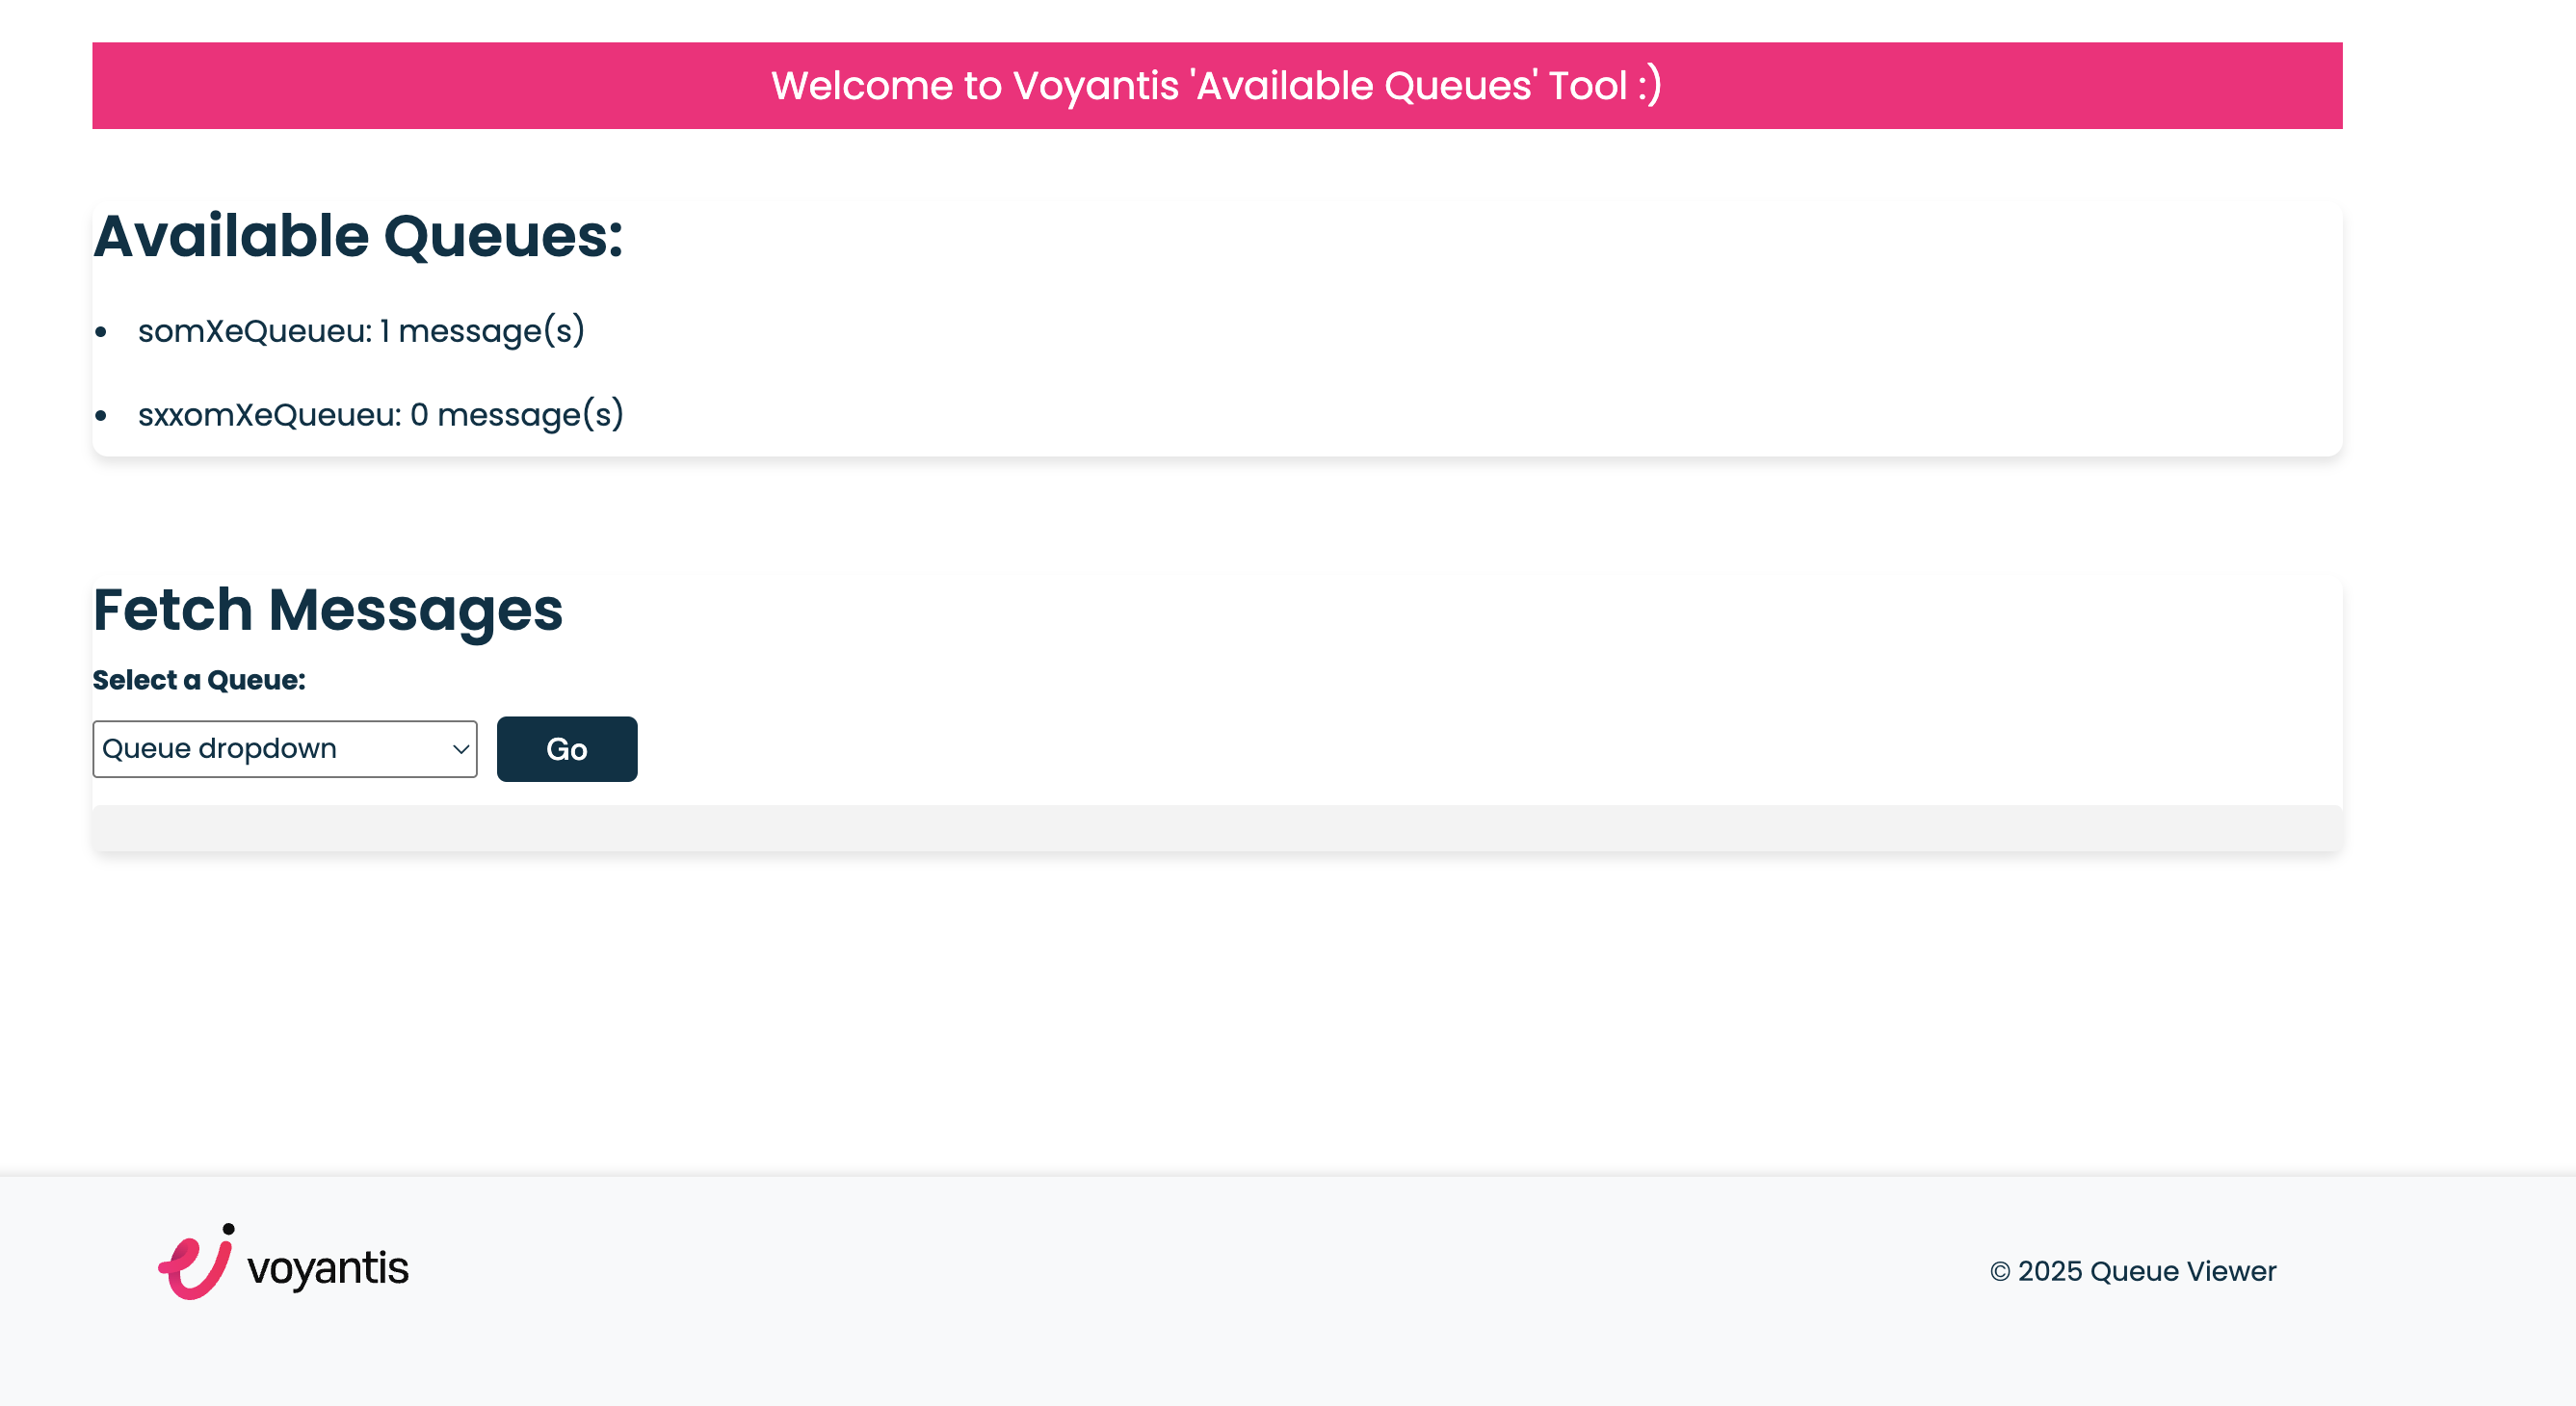 Welcome to Voyantis 'Available Queues' Tool :)
Available Queues:
• somXeQueueu: 1 message(s)
• sxxomXeQueueu: 0 message(s)
Fetch Messages
Select a Queue:
Queue dropdown
Go
voyantis
© 2025 Queue Viewer